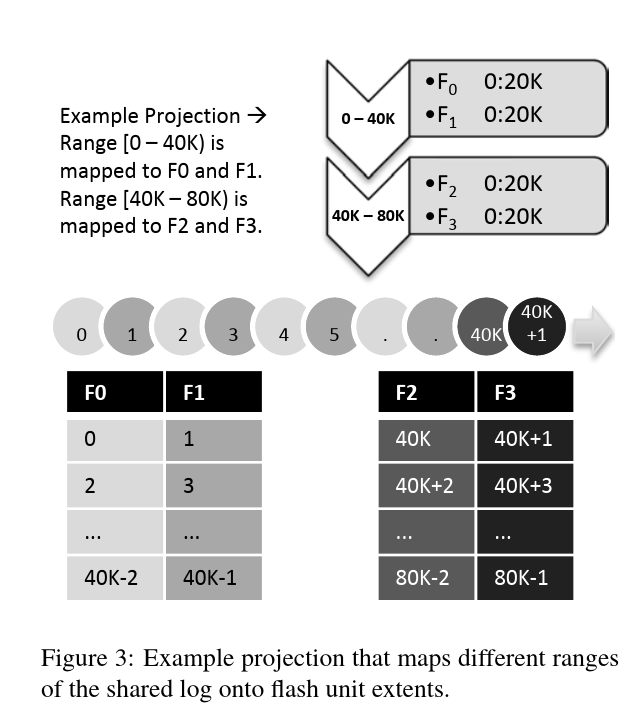 Example Projection →
Range [0 – 40K) is
mapped to F0 and F1.
Range [40K – 80K) is
mapped to F2 and F3.
0 – 40K
•F₀ 0:20K
•F₁ 0:20K
40K – 80K
•F₂ 0:20K
•F₃ 0:20K
0 1 2 3 4 5 . . 40K 40K
+1
F0 F1 F2 F3
0 1 40K 40K+1
2 3 40K+2 40K+3
... ... ... ...
40K-2 40K-1 80K-2 80K-1
Figure 3: Example projection that maps different ranges
of the shared log onto flash unit extents.